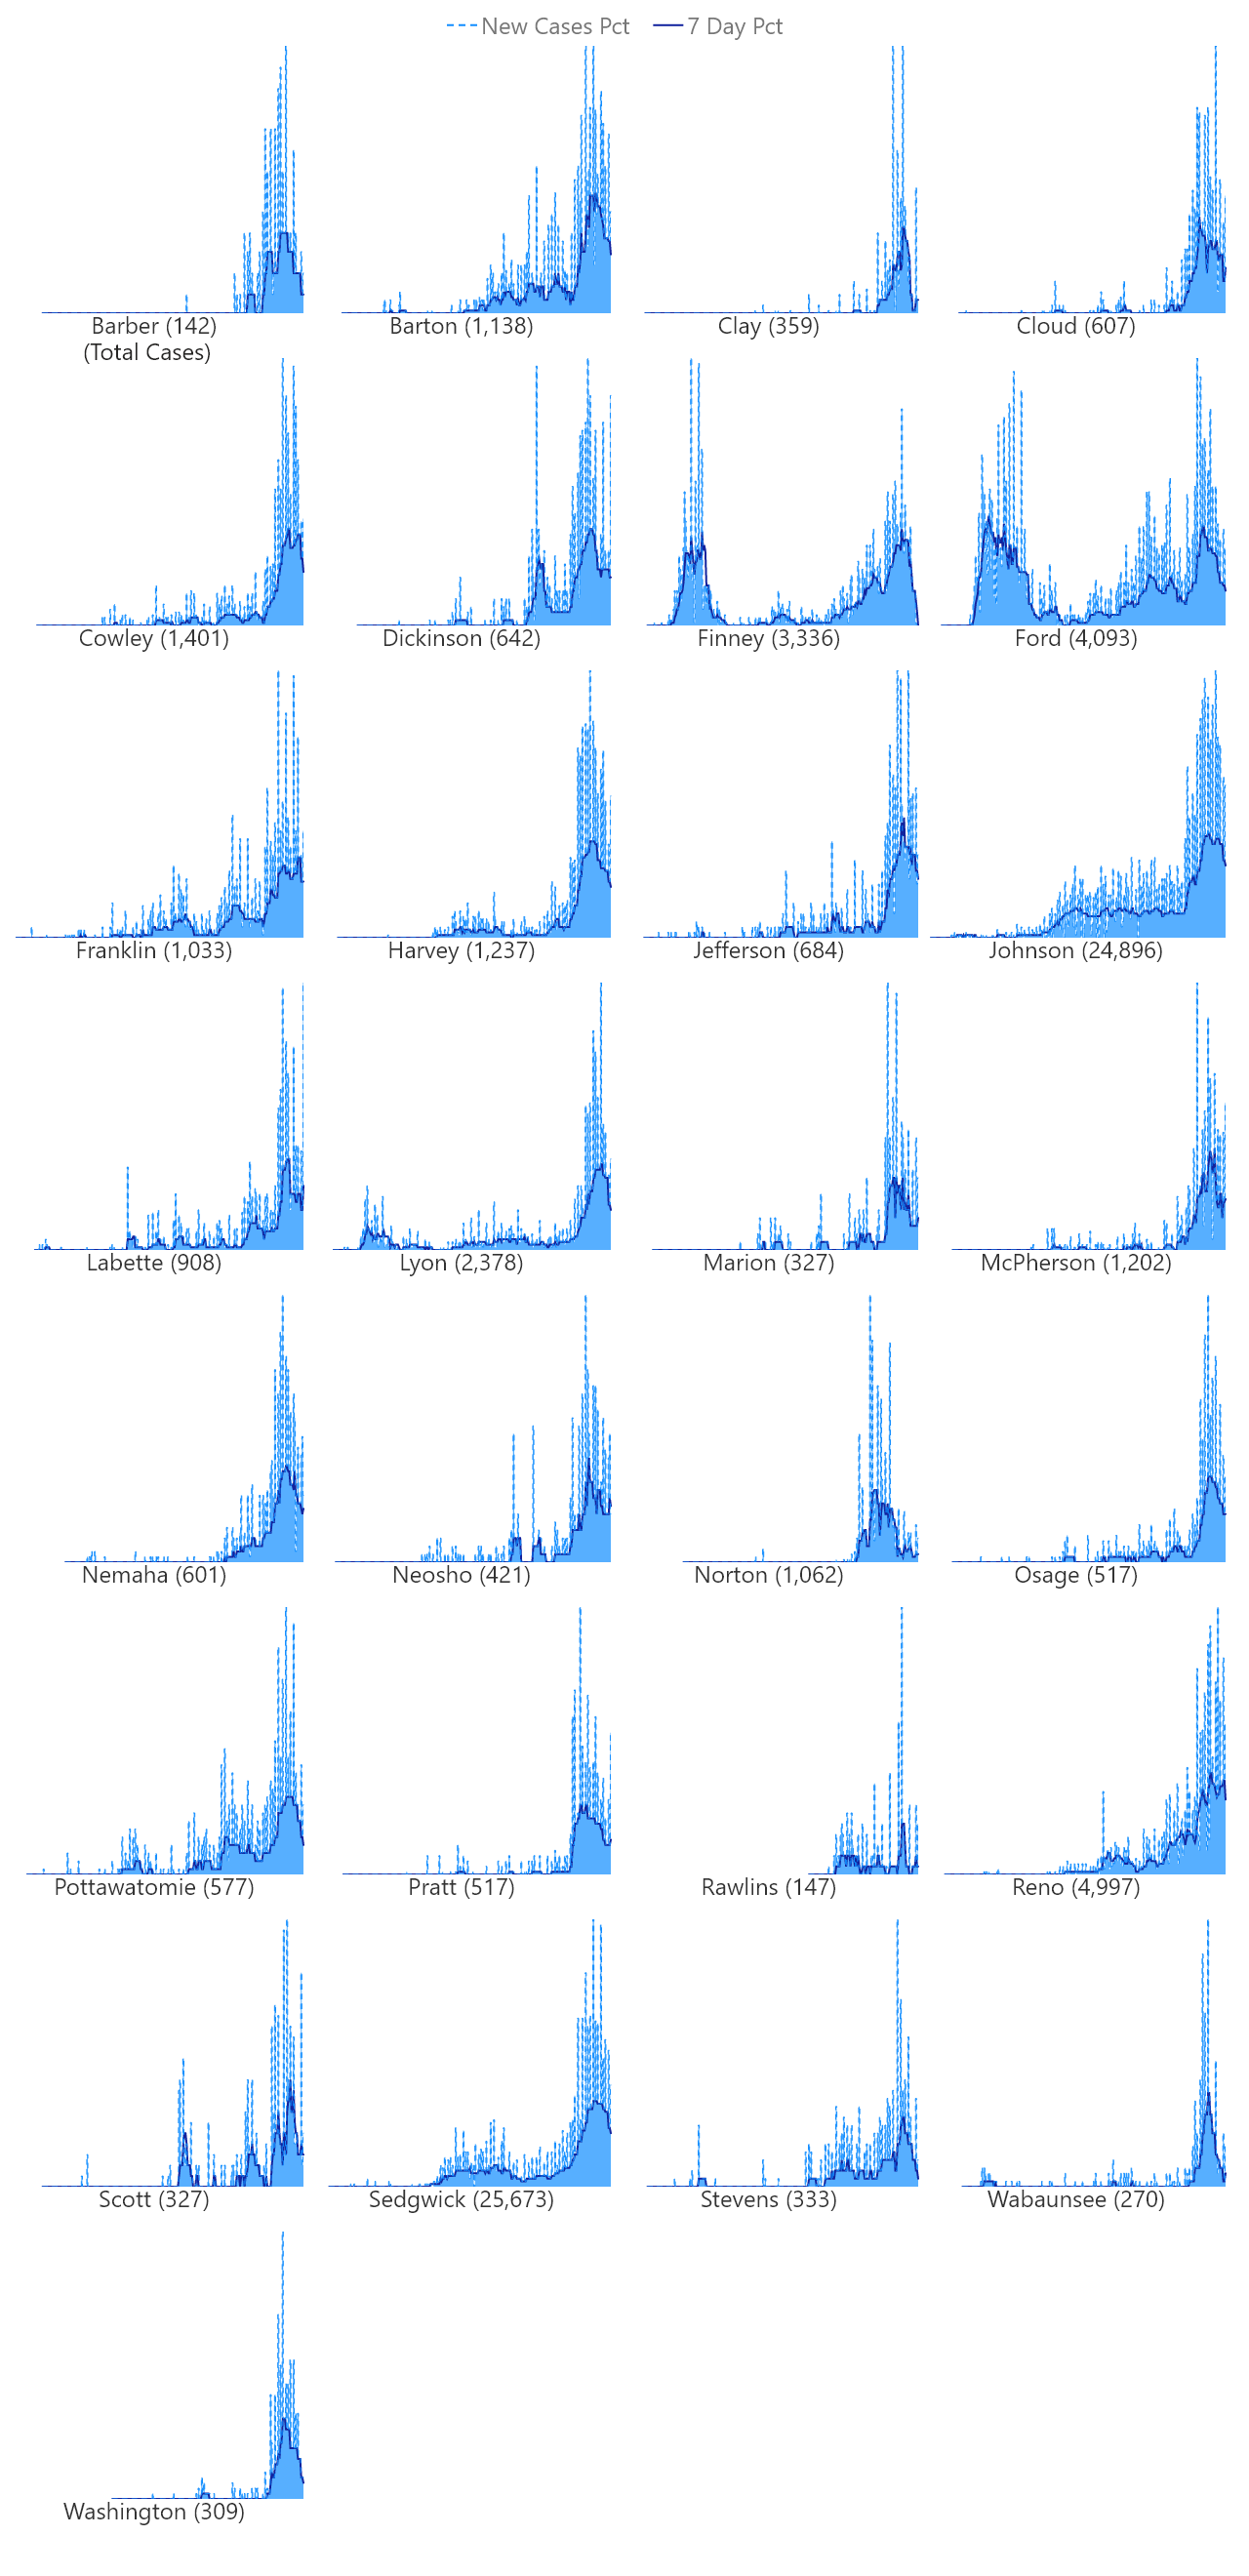 New Cases Pct 7 Day Pct
Barber (142) Barton (1,138) Clay (359) Cloud (607)
(Total Cases)
Cowley (1,401) Dickinson (642) Finney (3,336) Ford (4,093)
Franklin (1,033) Harvey (1,237) Jefferson (684) Johnson (24,896)
Labette (908) Lyon (2,378) Marion (327) McPherson (1,202)
Nemaha (601) Neosho (421) Norton (1,062) Osage (517)
Pottawatomie (577) Pratt (517) Rawlins (147) Reno (4,997)
Scott (327) Sedgwick (25,673) Stevens (333) Wabaunsee (270)
Washington (309)